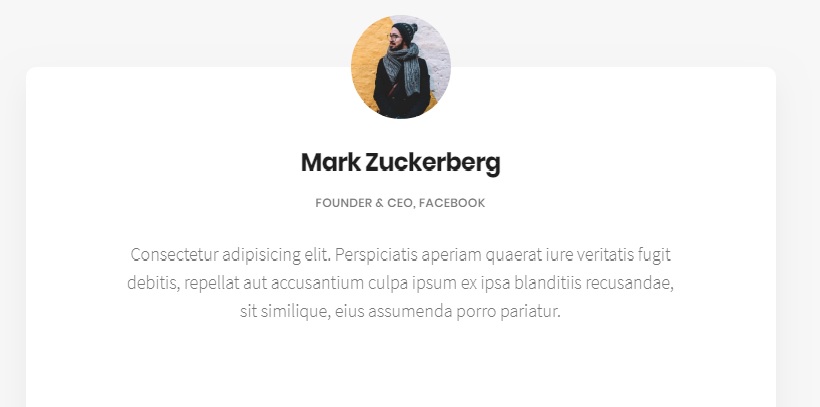 Mark Zuckerberg
FOUNDER & CEO, FACEBOOK
Consectetur adipisicing elit. Perspiciatis aperiam quaerat iure veritatis fugit
debitis, repellat aut accusantium culpa ipsum ex ipsa blanditiis recusandae,
sit similique, eius assumenda porro pariatur.